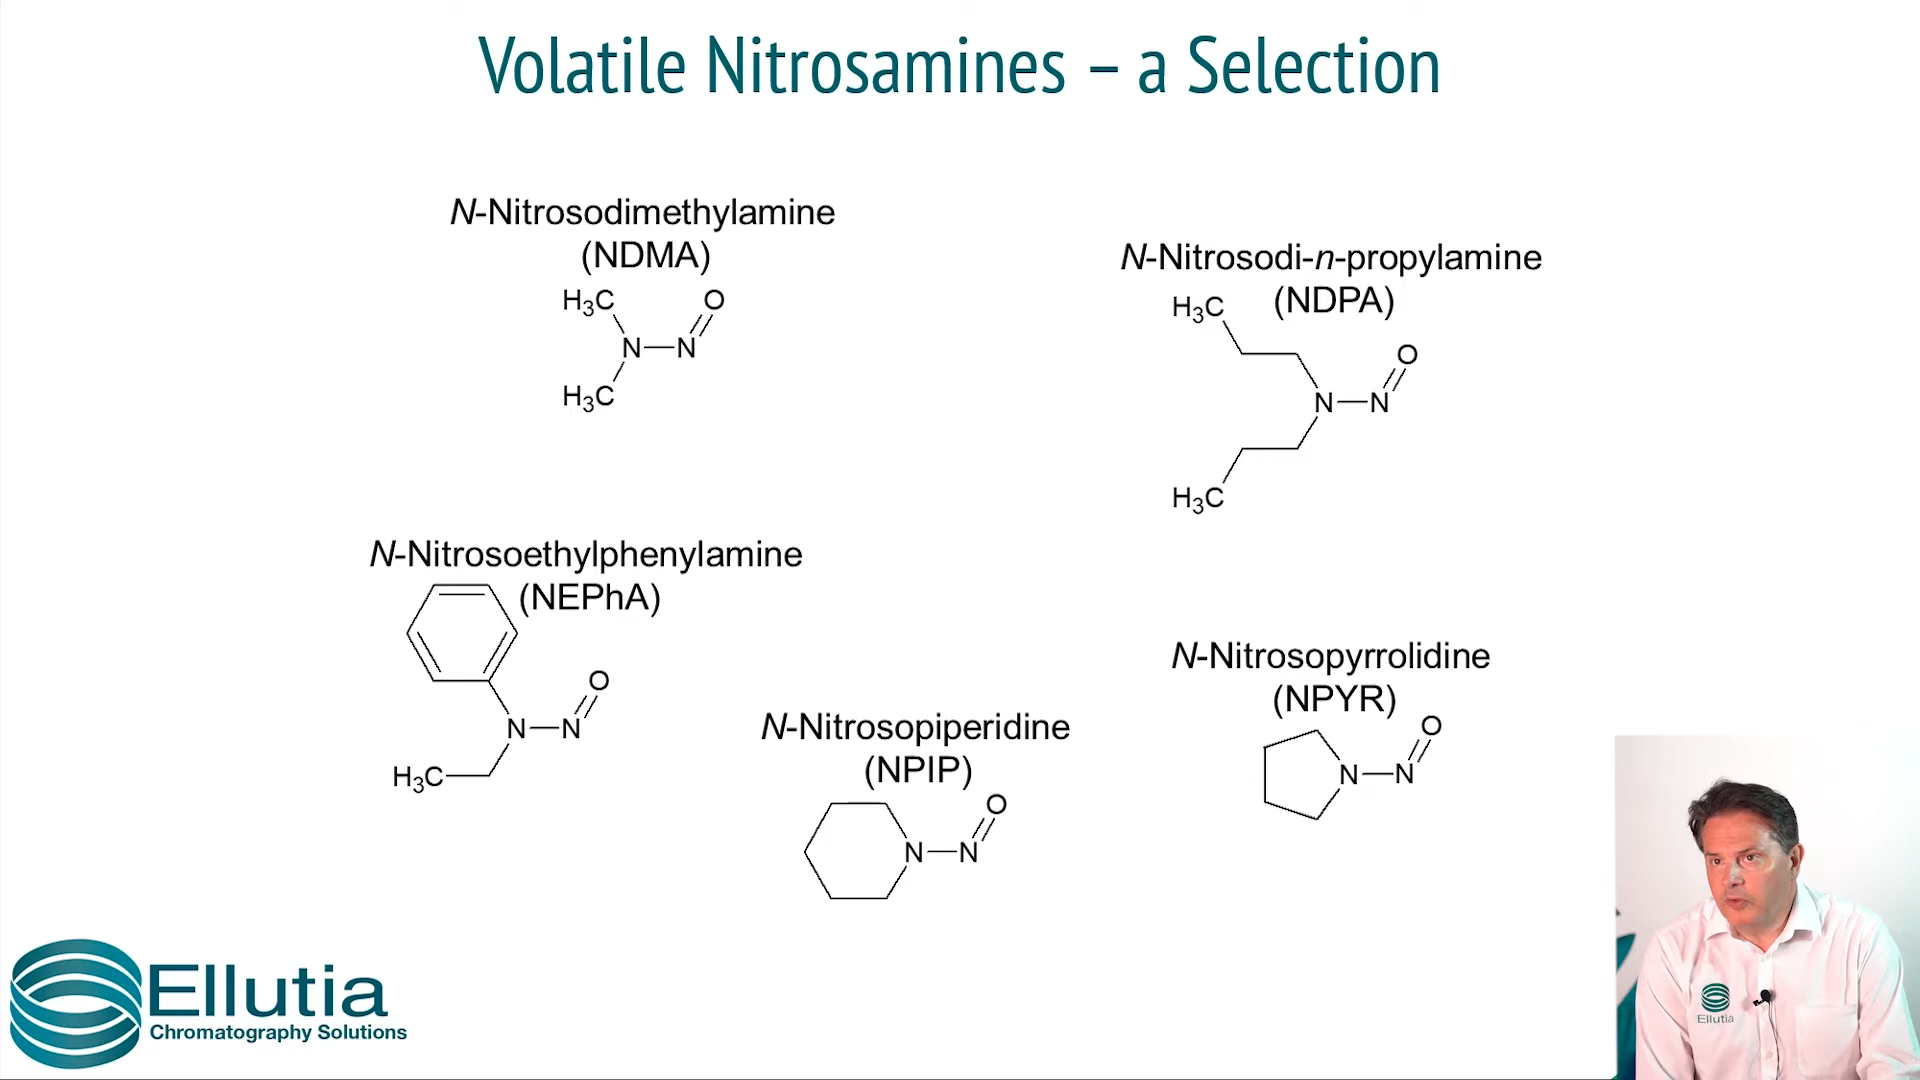 Volatile Nitrosamines – a Selection
N-Nitrosodimethylamine
(NDMA)
H₃C
O
N
N
H₃C
N-Nitrosodi-n-propylamine
(NDPA)
H₃C
O
N
N
H₃C
N-Nitrosoethylphenylamine
(NEPhA)
O
N
N
H₃C
N-Nitrosopiperidine
(NPIP)
O
N
N
N-Nitrosopyrrolidine
(NPYR)
O
N
N
Ellutia
Chromatography Solutions
Ellutia